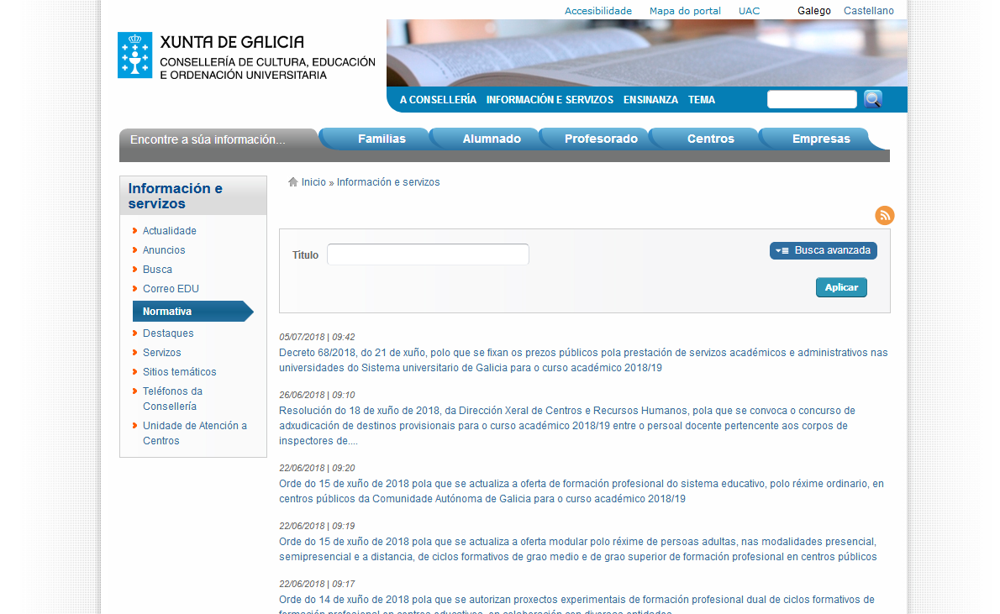 Accesibilidade Mapa do portal UAC Galego Castellano
XUNTA DE GALICIA
CONSELLERÍA DE CULTURA, EDUCACIÓN
E ORDENACIÓN UNIVERSITARIA
A CONSELLERÍA INFORMACIÓN E SERVIZOS ENSINANZA TEMA
Encontre a súa información... Familias Alumnado Profesorado Centros Empresas
Información e
servizos
Actualidade
Anuncios
Busca
Correo EDU
Normativa
Destaques
Servizos
Sitios temáticos
Teléfonos da
Consellería
Unidade de Atención a
Centros
Inicio » Información e servizos
Título
Busca avanzada
Aplicar
05/07/2018 | 09:42
Decreto 68/2018, do 21 de xuño, polo que se fixan os prezos públicos pola prestación de servizos académicos e administrativos nas
universidades do Sistema universitario de Galicia para o curso académico 2018/19
26/06/2018 | 09:10
Resolución do 18 de xuño de 2018, da Dirección Xeral de Centros e Recursos Humanos, pola que se convoca o concurso de
adxudicación de destinos provisionais para o curso académico 2018/19 entre o persoal docente pertencente aos corpos de
inspectores de....
22/06/2018 | 09:20
Orde do 15 de xuño de 2018 pola que se actualiza a oferta de formación profesional do sistema educativo, polo réxime ordinario, en
centros públicos da Comunidade Autónoma de Galicia para o curso académico 2018/19
22/06/2018 | 09:19
Orde do 15 de xuño de 2018 pola que se actualiza a oferta modular polo réxime de persoas adultas, nas modalidades presencial,
semipresencial e a distancia, de ciclos formativos de grao medio e de grao superior de formación profesional en centros públicos
22/06/2018 | 09:17
Orde do 14 de xuño de 2018 pola que se autorizan proxectos experimentais de formación profesional dual de ciclos formativos de
formación profesional en centros educativos, en colaboración con diversas entidades